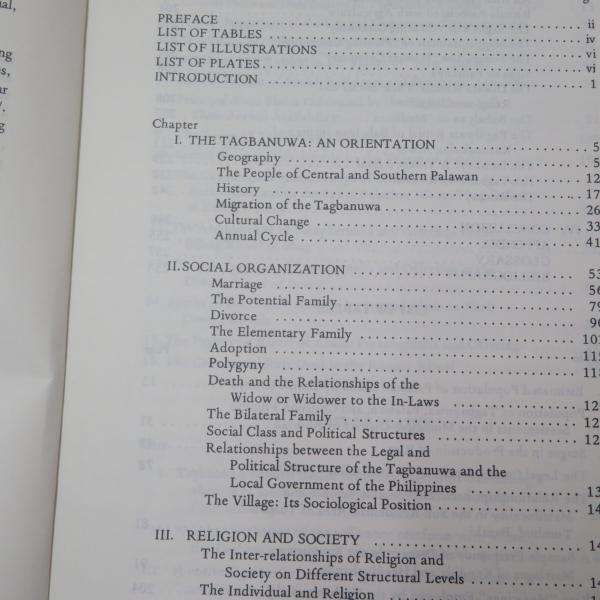 PREFACE ii
LIST OF TABLES iv
LIST OF ILLUSTRATIONS vi
LIST OF PLATES vi
INTRODUCTION 1
Chapter
I. THE TAGBANUWA: AN ORIENTATION 5
Geography 5
The People of Central and Southern Palawan 12
History 17
Migration of the Tagbanuwa 26
Cultural Change 33
Annual Cycle 41
II. SOCIAL ORGANIZATION 53
Marriage 56
The Potential Family 79
Divorce
The Elementary Family
Adoption
Polygyny
Death and the Relationships of the
Widow or Widower to the In-Laws
The Bilateral Family
Social Class and Political Structures
Relationships between the Legal and
Political Structure of the Tagbanuwa and the
Local Government of the Philippines
The Village: Its Sociological Position
III. RELIGION AND SOCIETY
The Inter-relationships of Religion and
Society on Different Structural Levels
The Individual and Religion